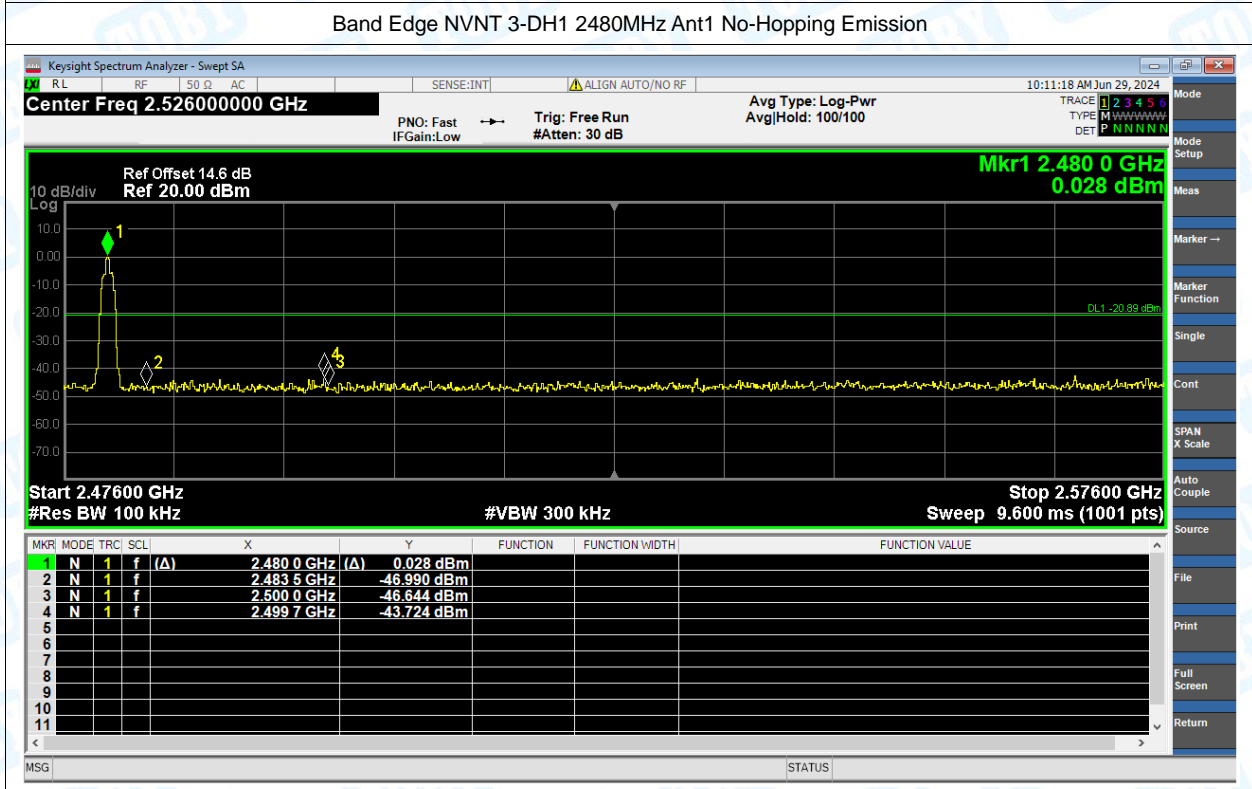 Band Edge NVNT 3-DH1 2480MHz Ant1 No-Hopping Emission
Keysight Spectrum Analyzer - Swept SA
LXI RL RF 50 Ω AC SENSE:INT ALIGN AUTO/NO RF 10:11:18 AM Jun 29, 2024
Center Freq 2.526000000 GHz
PNO: Fast
IFGain:Low
Trig: Free Run
#Atten: 30 dB
Avg Type: Log-Pwr
Avg|Hold: 100/100
TRACE 1 2 3 4 5 6
TYPE M W W W W W
DET P N N N N N
Ref Offset 14.6 dB
10 dB/div Ref 20.00 dBm
Log
Mkr1 2.480 0 GHz
0.028 dBm
10.0
0.00
-10.0
-20.0
-30.0
-40.0
-50.0
-60.0
-70.0
1
2
4
3
DL1 -20.89 dBm
Start 2.47600 GHz Stop 2.57600 GHz
#Res BW 100 kHz #VBW 300 kHz Sweep 9.600 ms (1001 pts)
MKR MODE TRC SCL X Y FUNCTION FUNCTION WIDTH FUNCTION VALUE
1 N 1 f (Δ) 2.480 0 GHz (Δ) 0.028 dBm
2 N 1 f 2.483 5 GHz -46.990 dBm
3 N 1 f 2.500 0 GHz -46.644 dBm
4 N 1 f 2.499 7 GHz -43.724 dBm
5
6
7
8
9
10
11
MSG STATUS
Mode
Mode
Setup
Meas
Marker →
Marker
Function
Single
Cont
SPAN
X Scale
Auto
Couple
Source
File
Print
Full
Screen
Return
TOBY